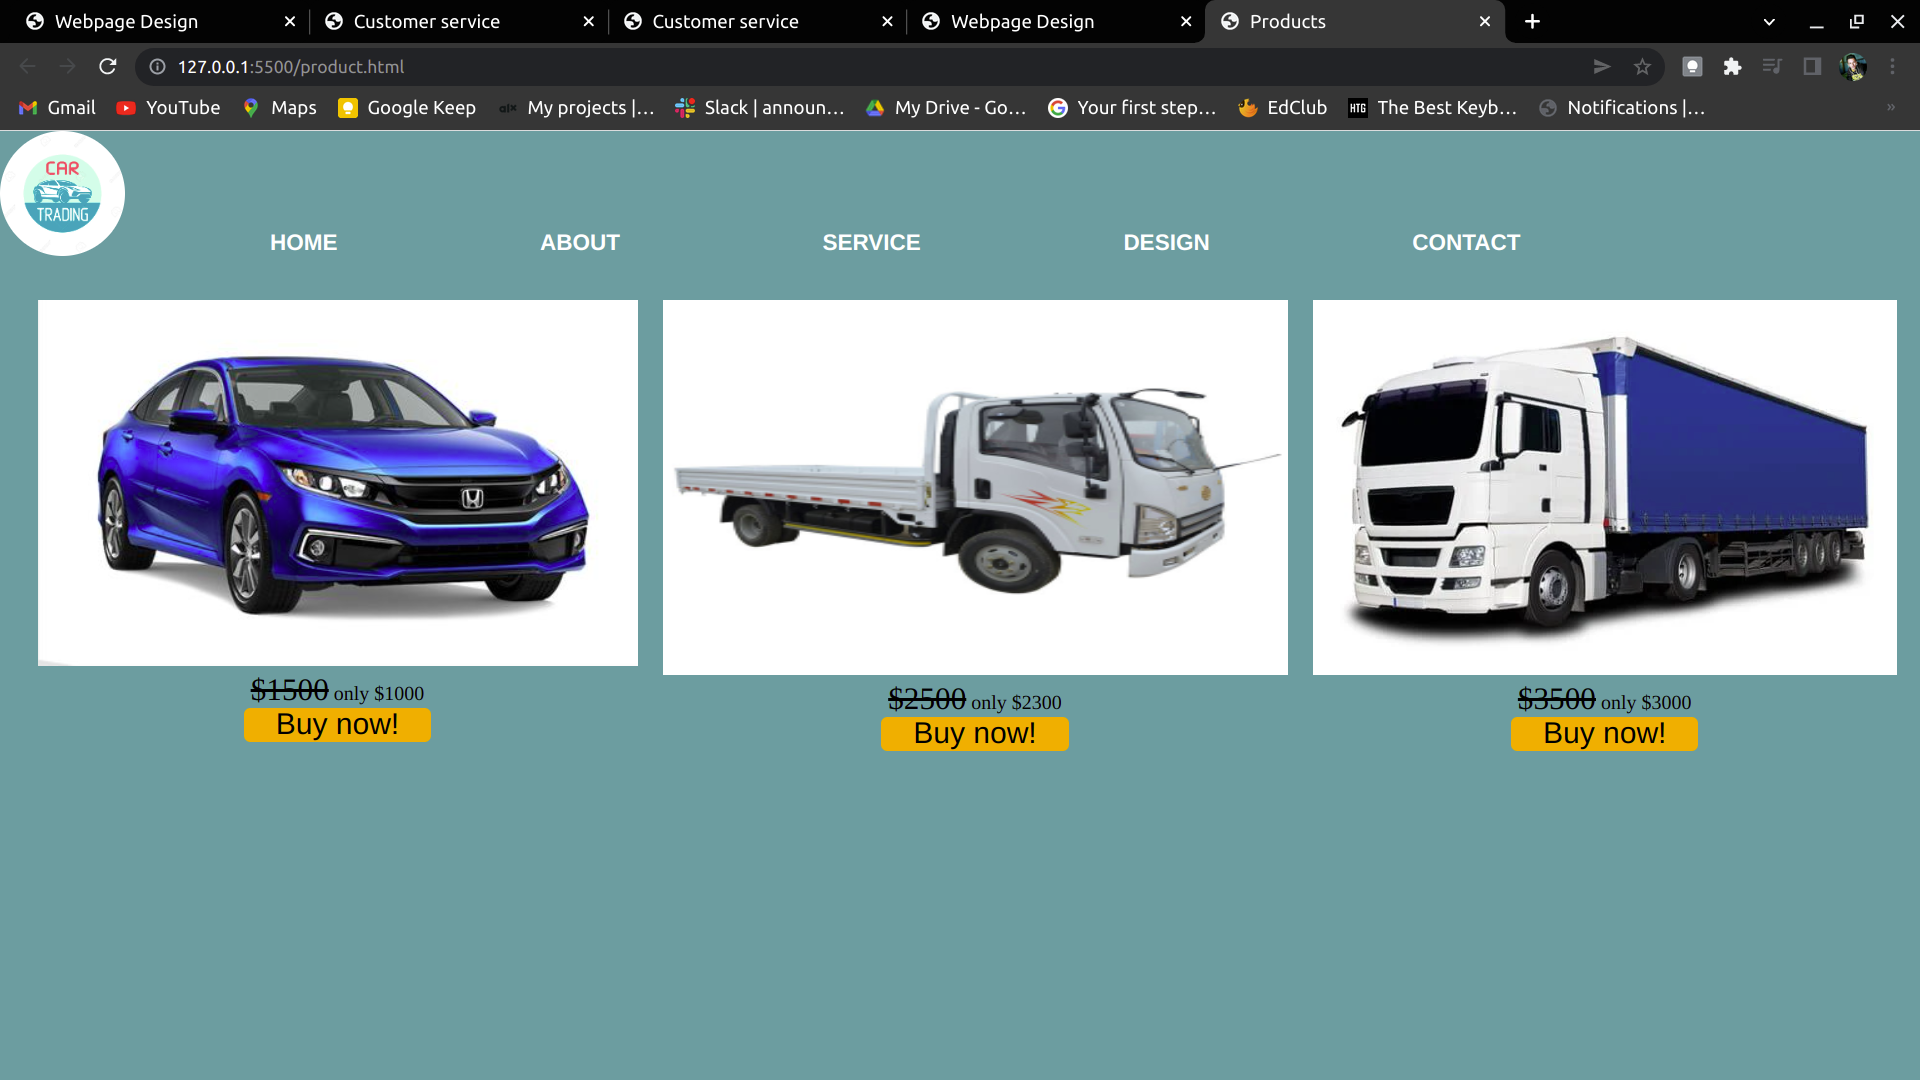 Webpage Design
Customer service
Customer service
Webpage Design
Products
127.0.0.1:5500/product.html
Gmail
YouTube
Maps
Google Keep
alx
My projects |...
Slack | announ...
My Drive - Go...
Your first step...
EdClub
HTG
The Best Keyb...
Notifications |...
»
CAR
TRADING
HOME
ABOUT
SERVICE
DESIGN
CONTACT
$1500 only $1000
Buy now!
$2500 only $2300
Buy now!
$3500 only $3000
Buy now!